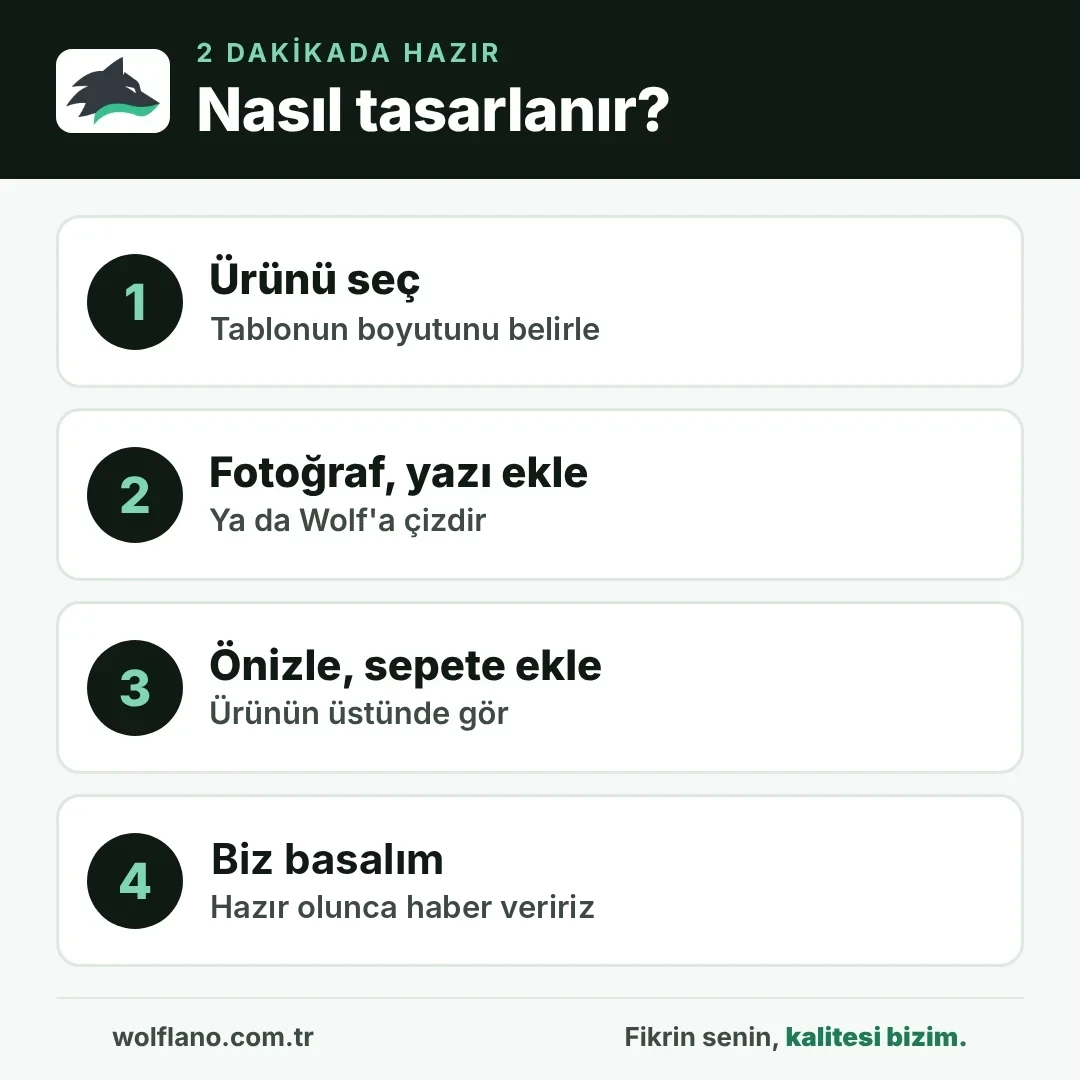 2 DAKİKADA HAZIR
Nasıl tasarlanır?
1
Ürünü seç
Tablonun boyutunu belirle
2
Fotoğraf, yazı ekle
Ya da Wolf'a çizdir
3
Önizle, sepete ekle
Ürünün üstünde gör
4
Biz basalım
Hazır olunca haber veririz
wolflano.com.tr
Fikrin senin, kalitesi bizim.